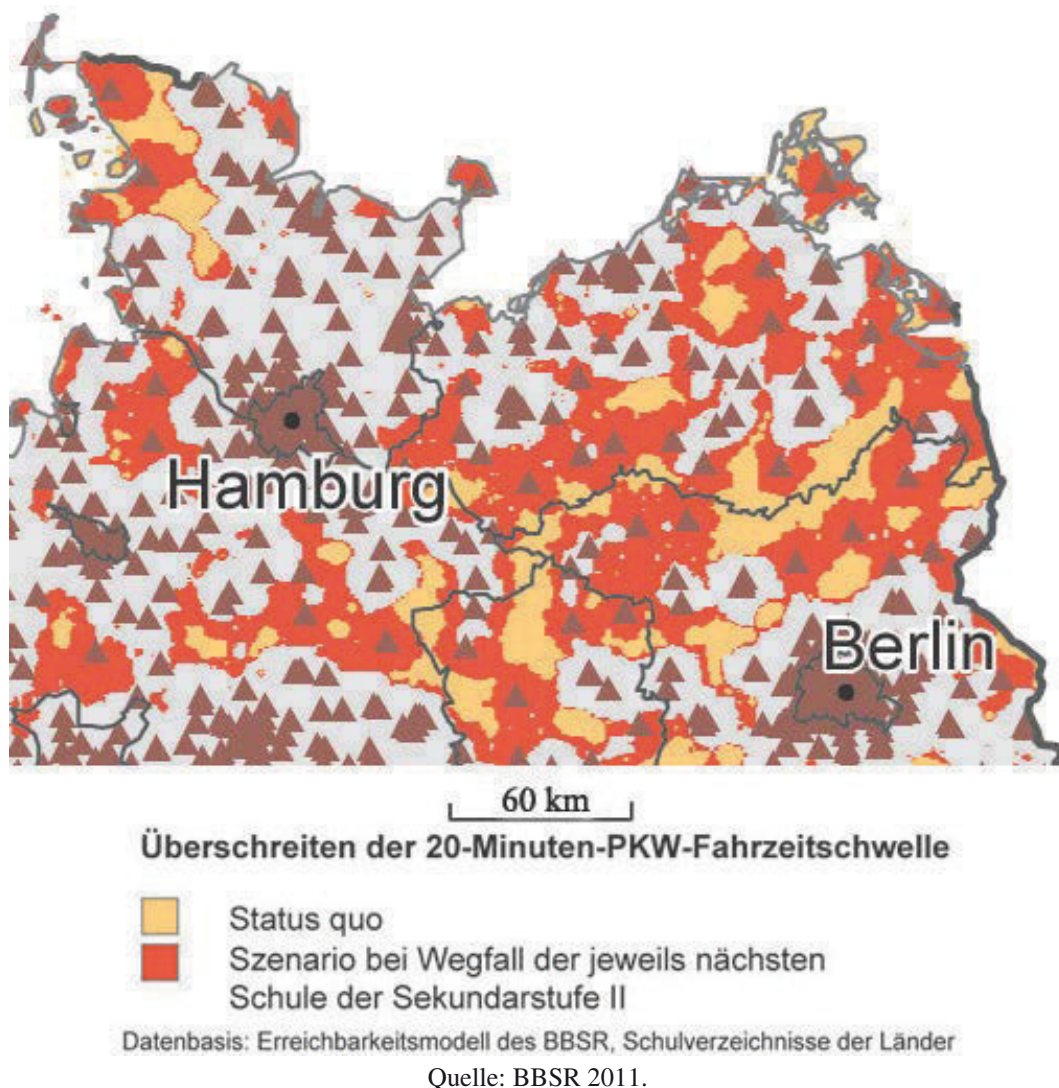 Hamburg
Berlin
60 km
Überschreiten der 20-Minuten-PKW-Fahrzeitschwelle
Status quo
Szenario bei Wegfall der jeweils nächsten
Schule der Sekundarstufe II
Datenbasis: Erreichbarkeitsmodell des BBSR, Schulverzeichnisse der Länder
Quelle: BBSR 2011.